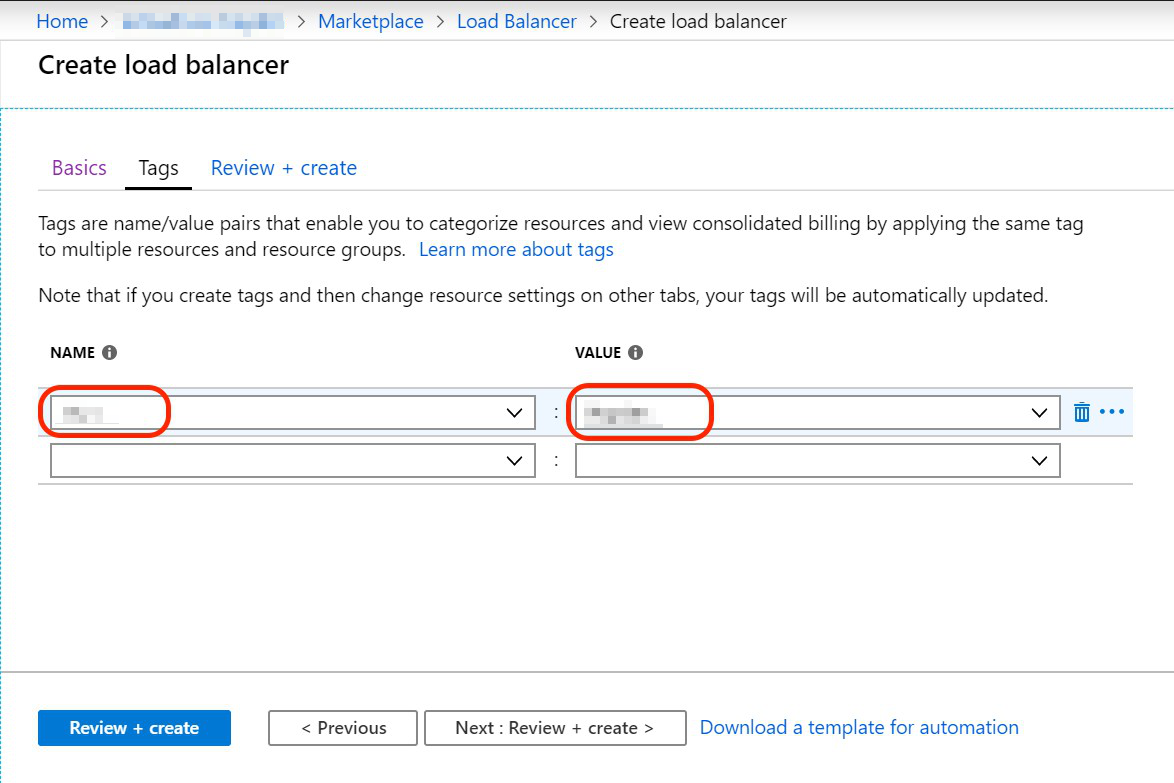 Home > > Marketplace > Load Balancer > Create load balancer
Create load balancer
Basics Tags Review + create
Tags are name/value pairs that enable you to categorize resources and view consolidated billing by applying the same tag
to multiple resources and resource groups. Learn more about tags
Note that if you create tags and then change resource settings on other tabs, your tags will be automatically updated.
NAME VALUE
:
:
Review + create < Previous Next : Review + create > Download a template for automation